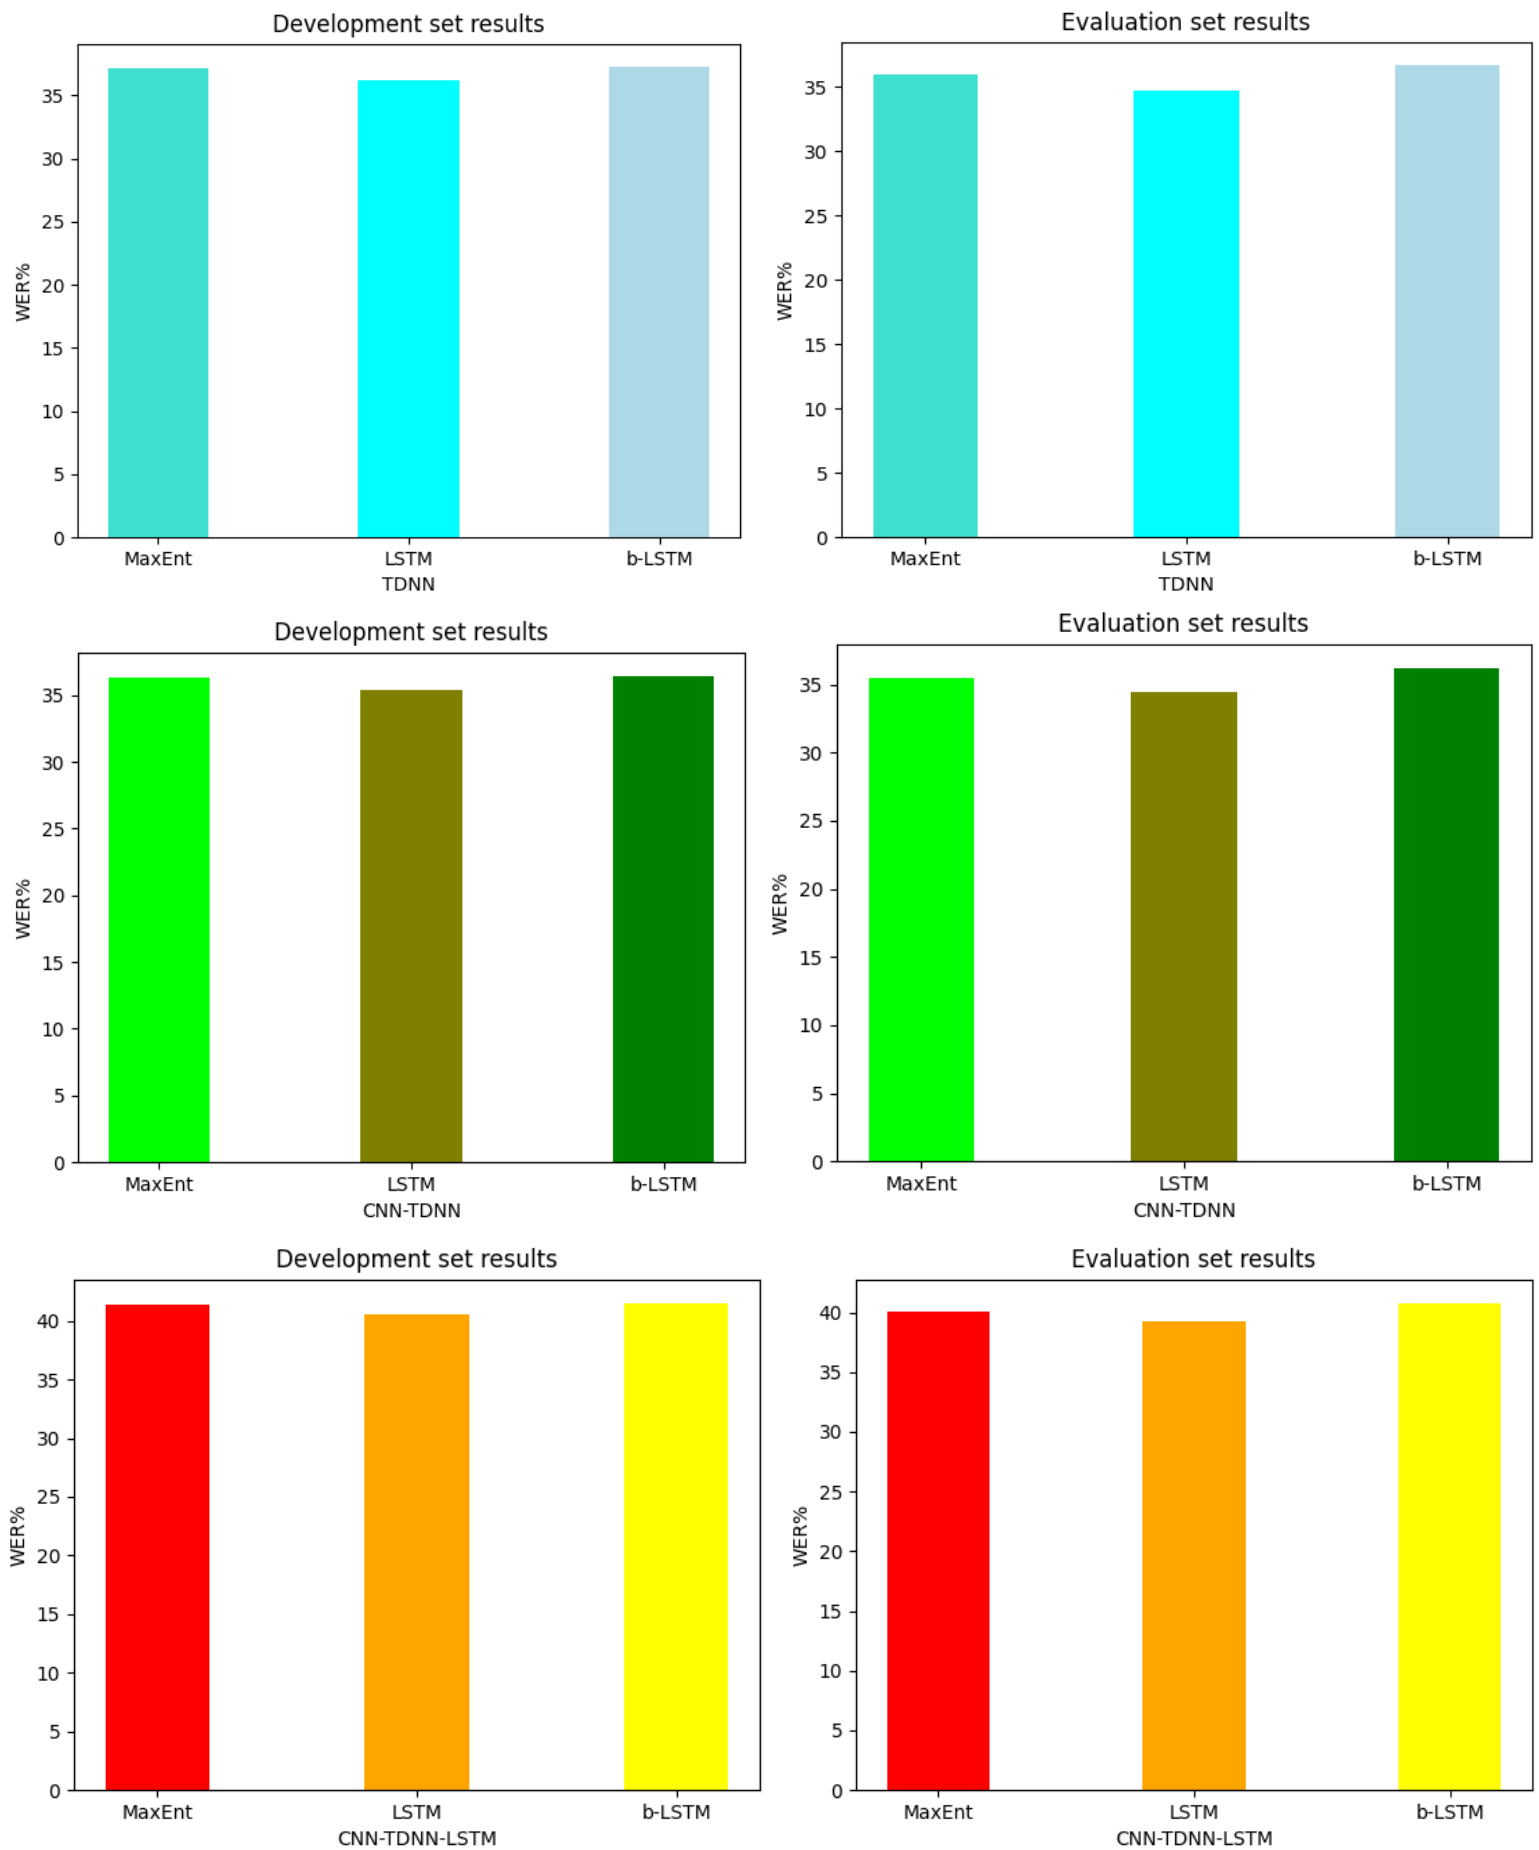 Development set results
WER%
35
30
25
20
15
10
5
0
MaxEnt LSTM b-LSTM
TDNN
Evaluation set results
WER%
35
30
25
20
15
10
5
0
MaxEnt LSTM b-LSTM
TDNN
Development set results
WER%
35
30
25
20
15
10
5
0
MaxEnt LSTM b-LSTM
CNN-TDNN
Evaluation set results
WER%
35
30
25
20
15
10
5
0
MaxEnt LSTM b-LSTM
CNN-TDNN
Development set results
WER%
40
35
30
25
20
15
10
5
0
MaxEnt LSTM b-LSTM
CNN-TDNN-LSTM
Evaluation set results
WER%
40
35
30
25
20
15
10
5
0
MaxEnt LSTM b-LSTM
CNN-TDNN-LSTM